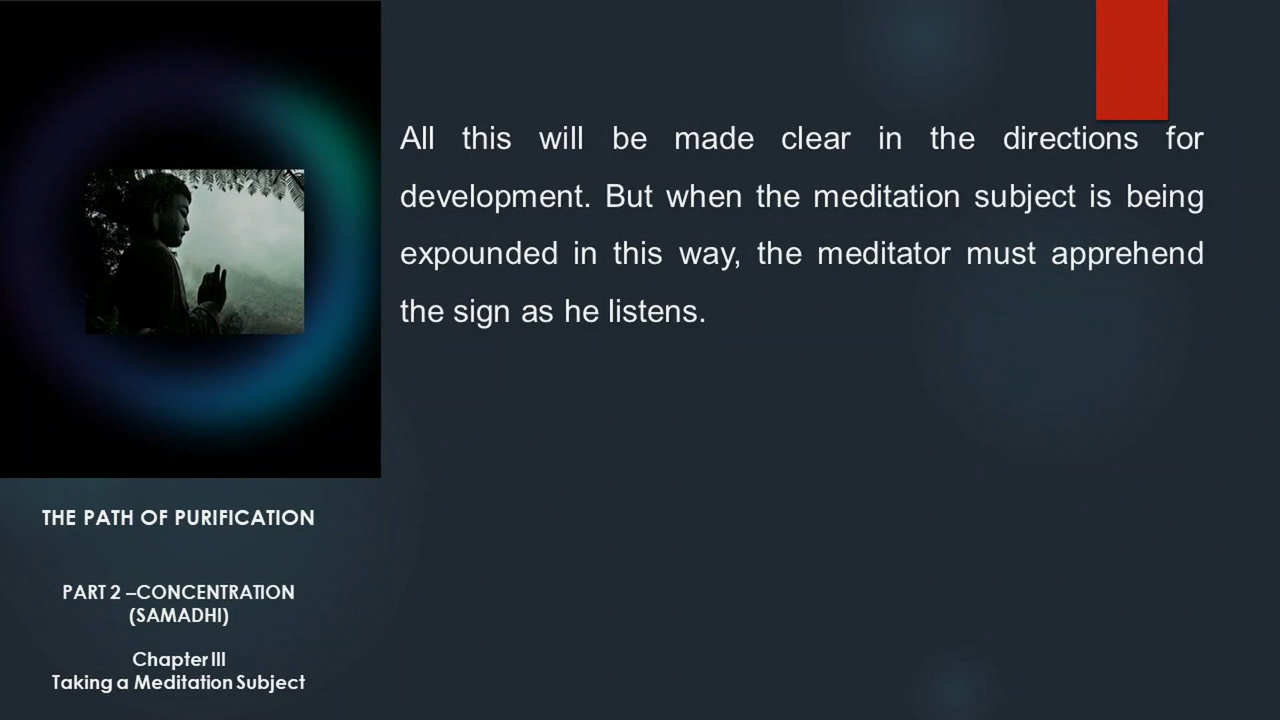 All this will be made clear in the directions for
development. But when the meditation subject is being
expounded in this way, the meditator must apprehend
the sign as he listens.
THE PATH OF PURIFICATION
PART 2 –CONCENTRATION
(SAMADHI)
Chapter III
Taking a Meditation Subject